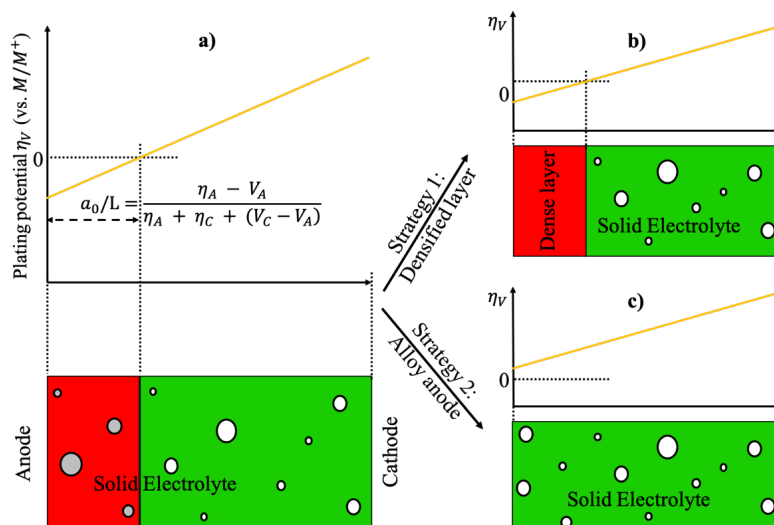 a)
Plating potential η_V (vs. M/M⁺)
0
a₀/L = (η_A − V_A) / (η_A + η_C + (V_C − V_A))
Anode
Solid Electrolyte
Cathode
Strategy 1:
Densified layer
Strategy 2:
Alloy anode
b)
η_V
0
Dense layer
Solid Electrolyte
c)
η_V
0
Solid Electrolyte